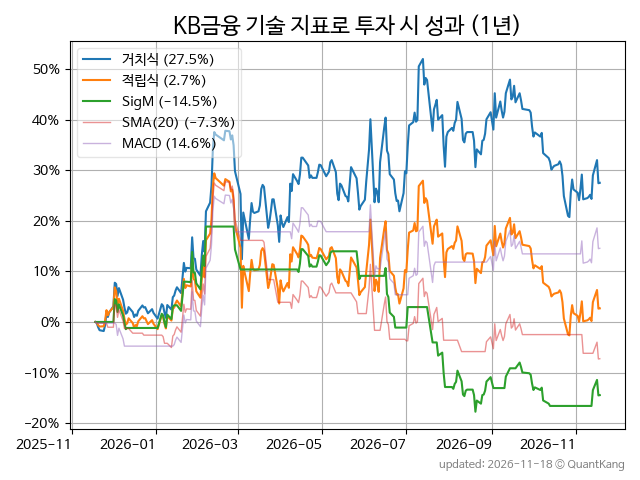 KB금융 기술 지표로 투자 시 성과 (1년)
거치식 (27.5%)
적립식 (2.7%)
SigM (−14.5%)
SMA(20) (−7.3%)
MACD (14.6%)
50%
40%
30%
20%
10%
0%
−10%
−20%
2025-11
2026-01
2026-03
2026-05
2026-07
2026-09
2026-11
updated: 2026-11-18 © QuantKang